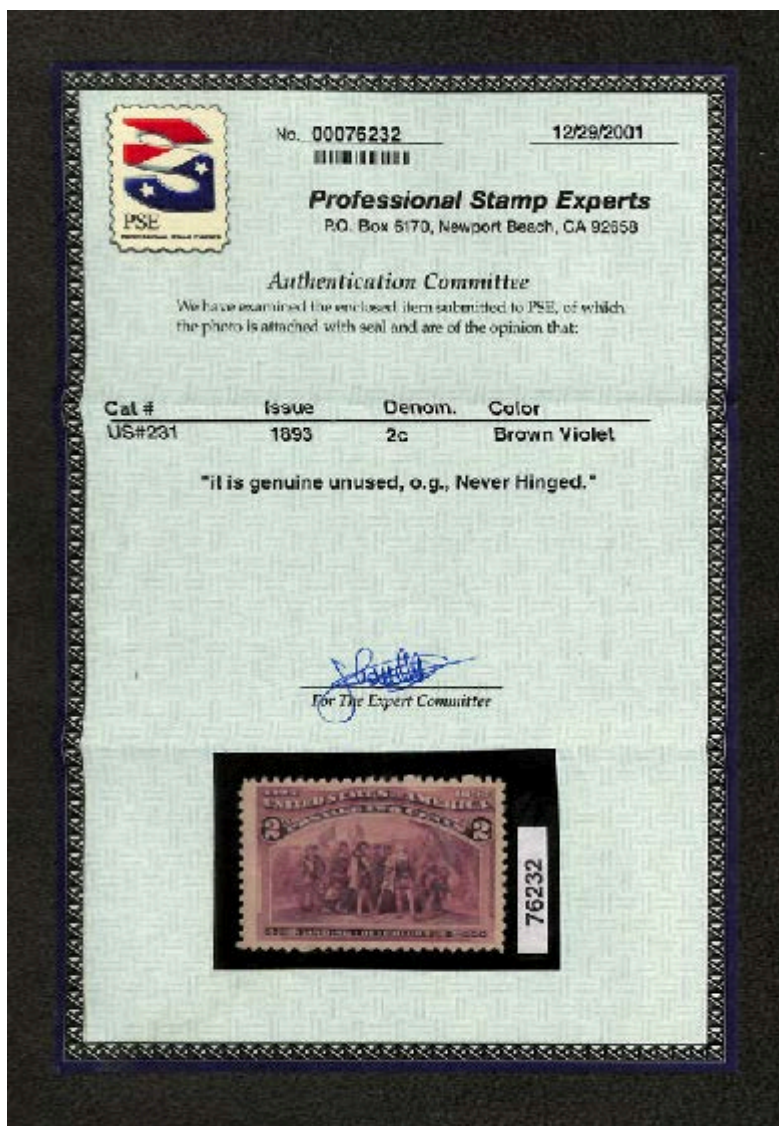 PSE
No. 00076232 12/29/2001
Professional Stamp Experts
P.O. Box 6170, Newport Beach, CA 92658
Authentication Committee
We have examined the enclosed item submitted to PSE, of which
the photo is attached with seal and are of the opinion that:
Cat # Issue Denom. Color
US#231 1893 2c Brown Violet
"it is genuine unused, o.g., Never Hinged."
For The Expert Committee
UNITED STATES OF AMERICA
2 2
76232